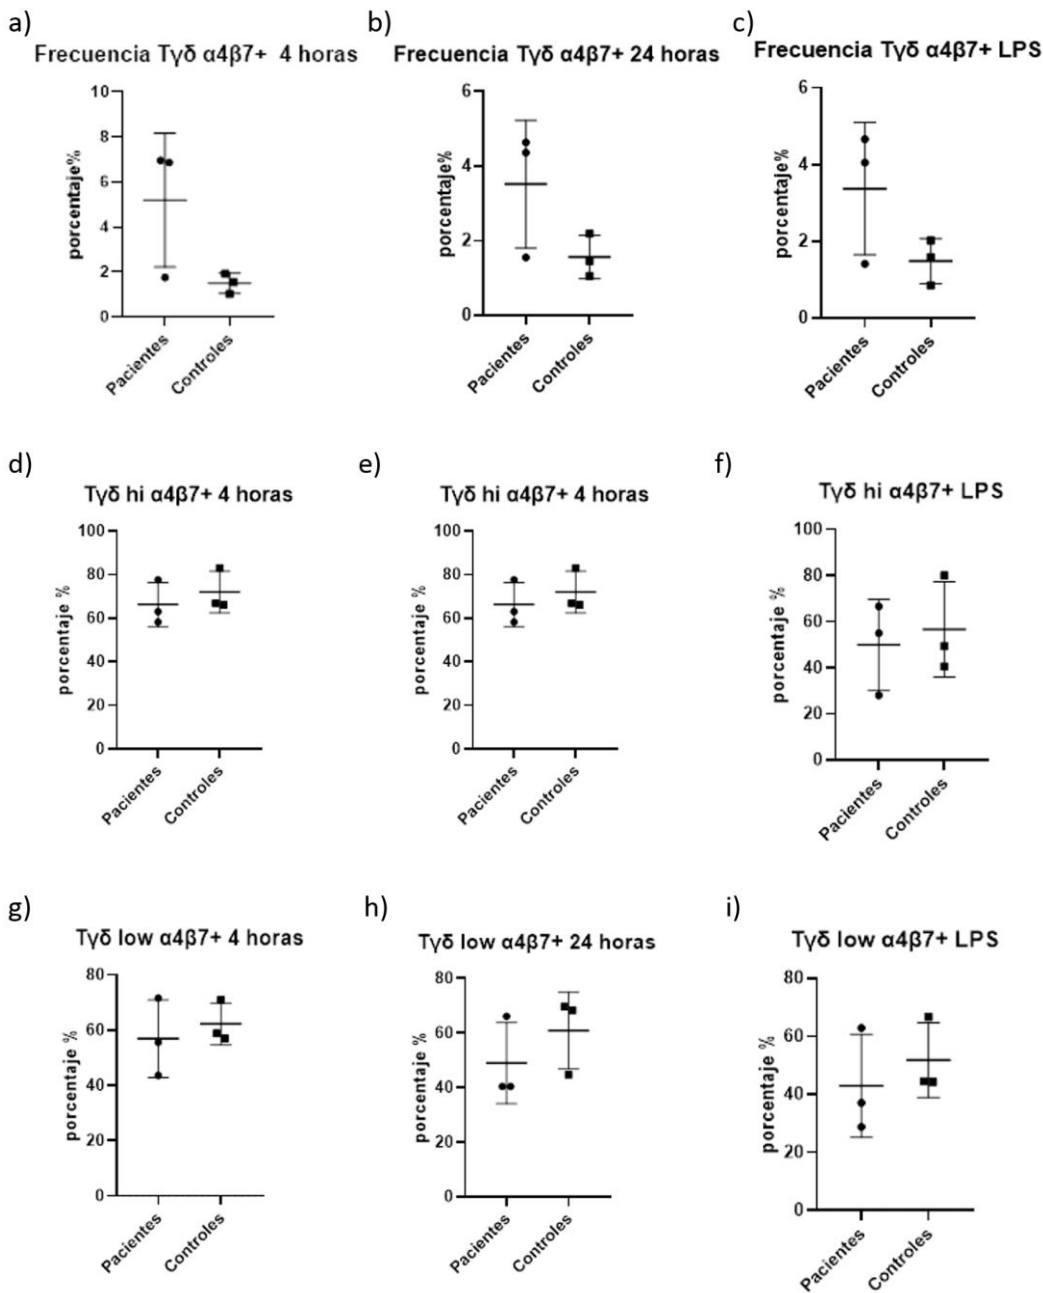 a)
Frecuencia Tγδ α4β7+ 4 horas
10
8
6
4
2
0
porcentaje%
Pacientes
Controles
b)
Frecuencia Tγδ α4β7+ 24 horas
6
4
2
0
porcentaje%
Pacientes
Controles
c)
Frecuencia Tγδ α4β7+ LPS
6
4
2
0
porcentaje%
Pacientes
Controles
d)
Tγδ hi α4β7+ 4 horas
100
80
60
40
20
0
porcentaje %
Pacientes
Controles
e)
Tγδ hi α4β7+ 4 horas
100
80
60
40
20
0
porcentaje %
Pacientes
Controles
f)
Tγδ hi α4β7+ LPS
100
80
60
40
20
0
porcentaje %
Pacientes
Controles
g)
Tγδ low α4β7+ 4 horas
80
60
40
20
0
porcentaje %
Pacientes
Controles
h)
Tγδ low α4β7+ 24 horas
80
60
40
20
0
porcentaje %
Pacientes
Controles
i)
Tγδ low α4β7+ LPS
80
60
40
20
0
porcentaje %
Pacientes
Controles